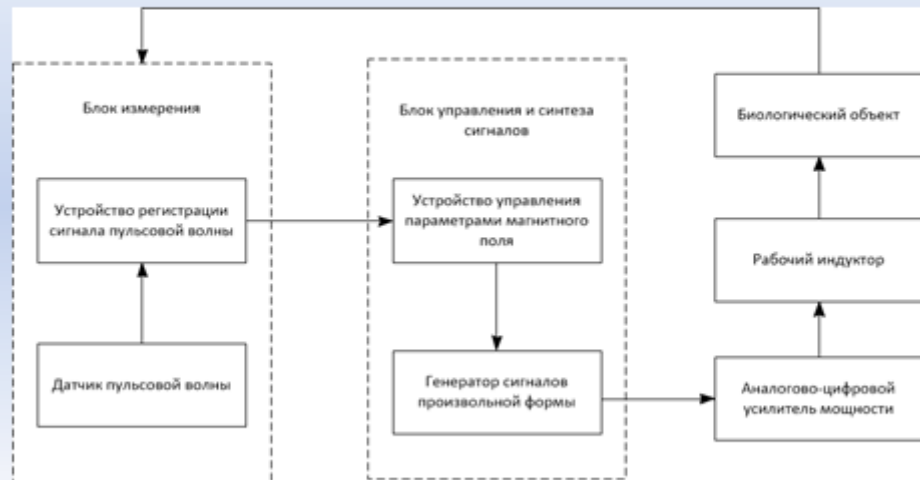 Блок измерения
Устройство регистрации
сигнала пульсовой волны
Датчик пульсовой волны
Блок управления и синтеза
сигналов
Устройство управления
параметрами магнитного
поля
Генератор сигналов
произвольной формы
Биологический объект
Рабочий индуктор
Аналогово-цифровой
усилитель мощности